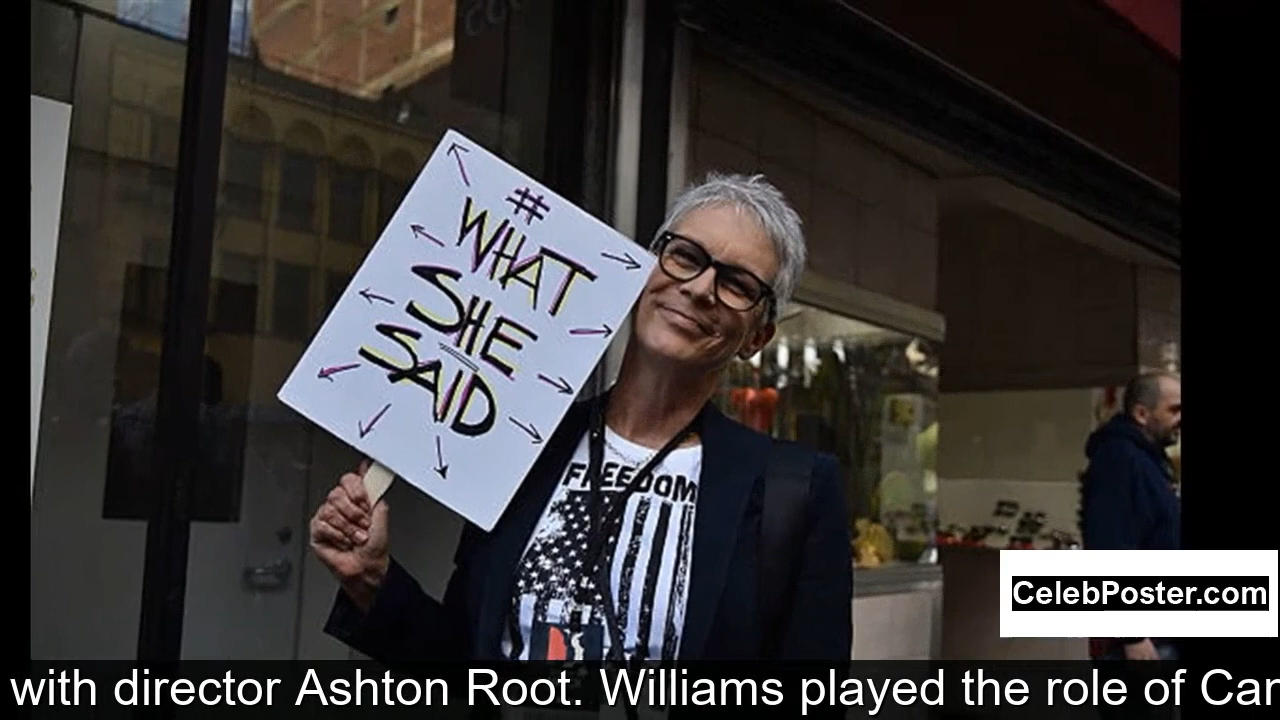 #
WHAT
SHE
SAID
FREEDOM
CelebPoster.com
with director Ashton Root. Williams played the role of Car